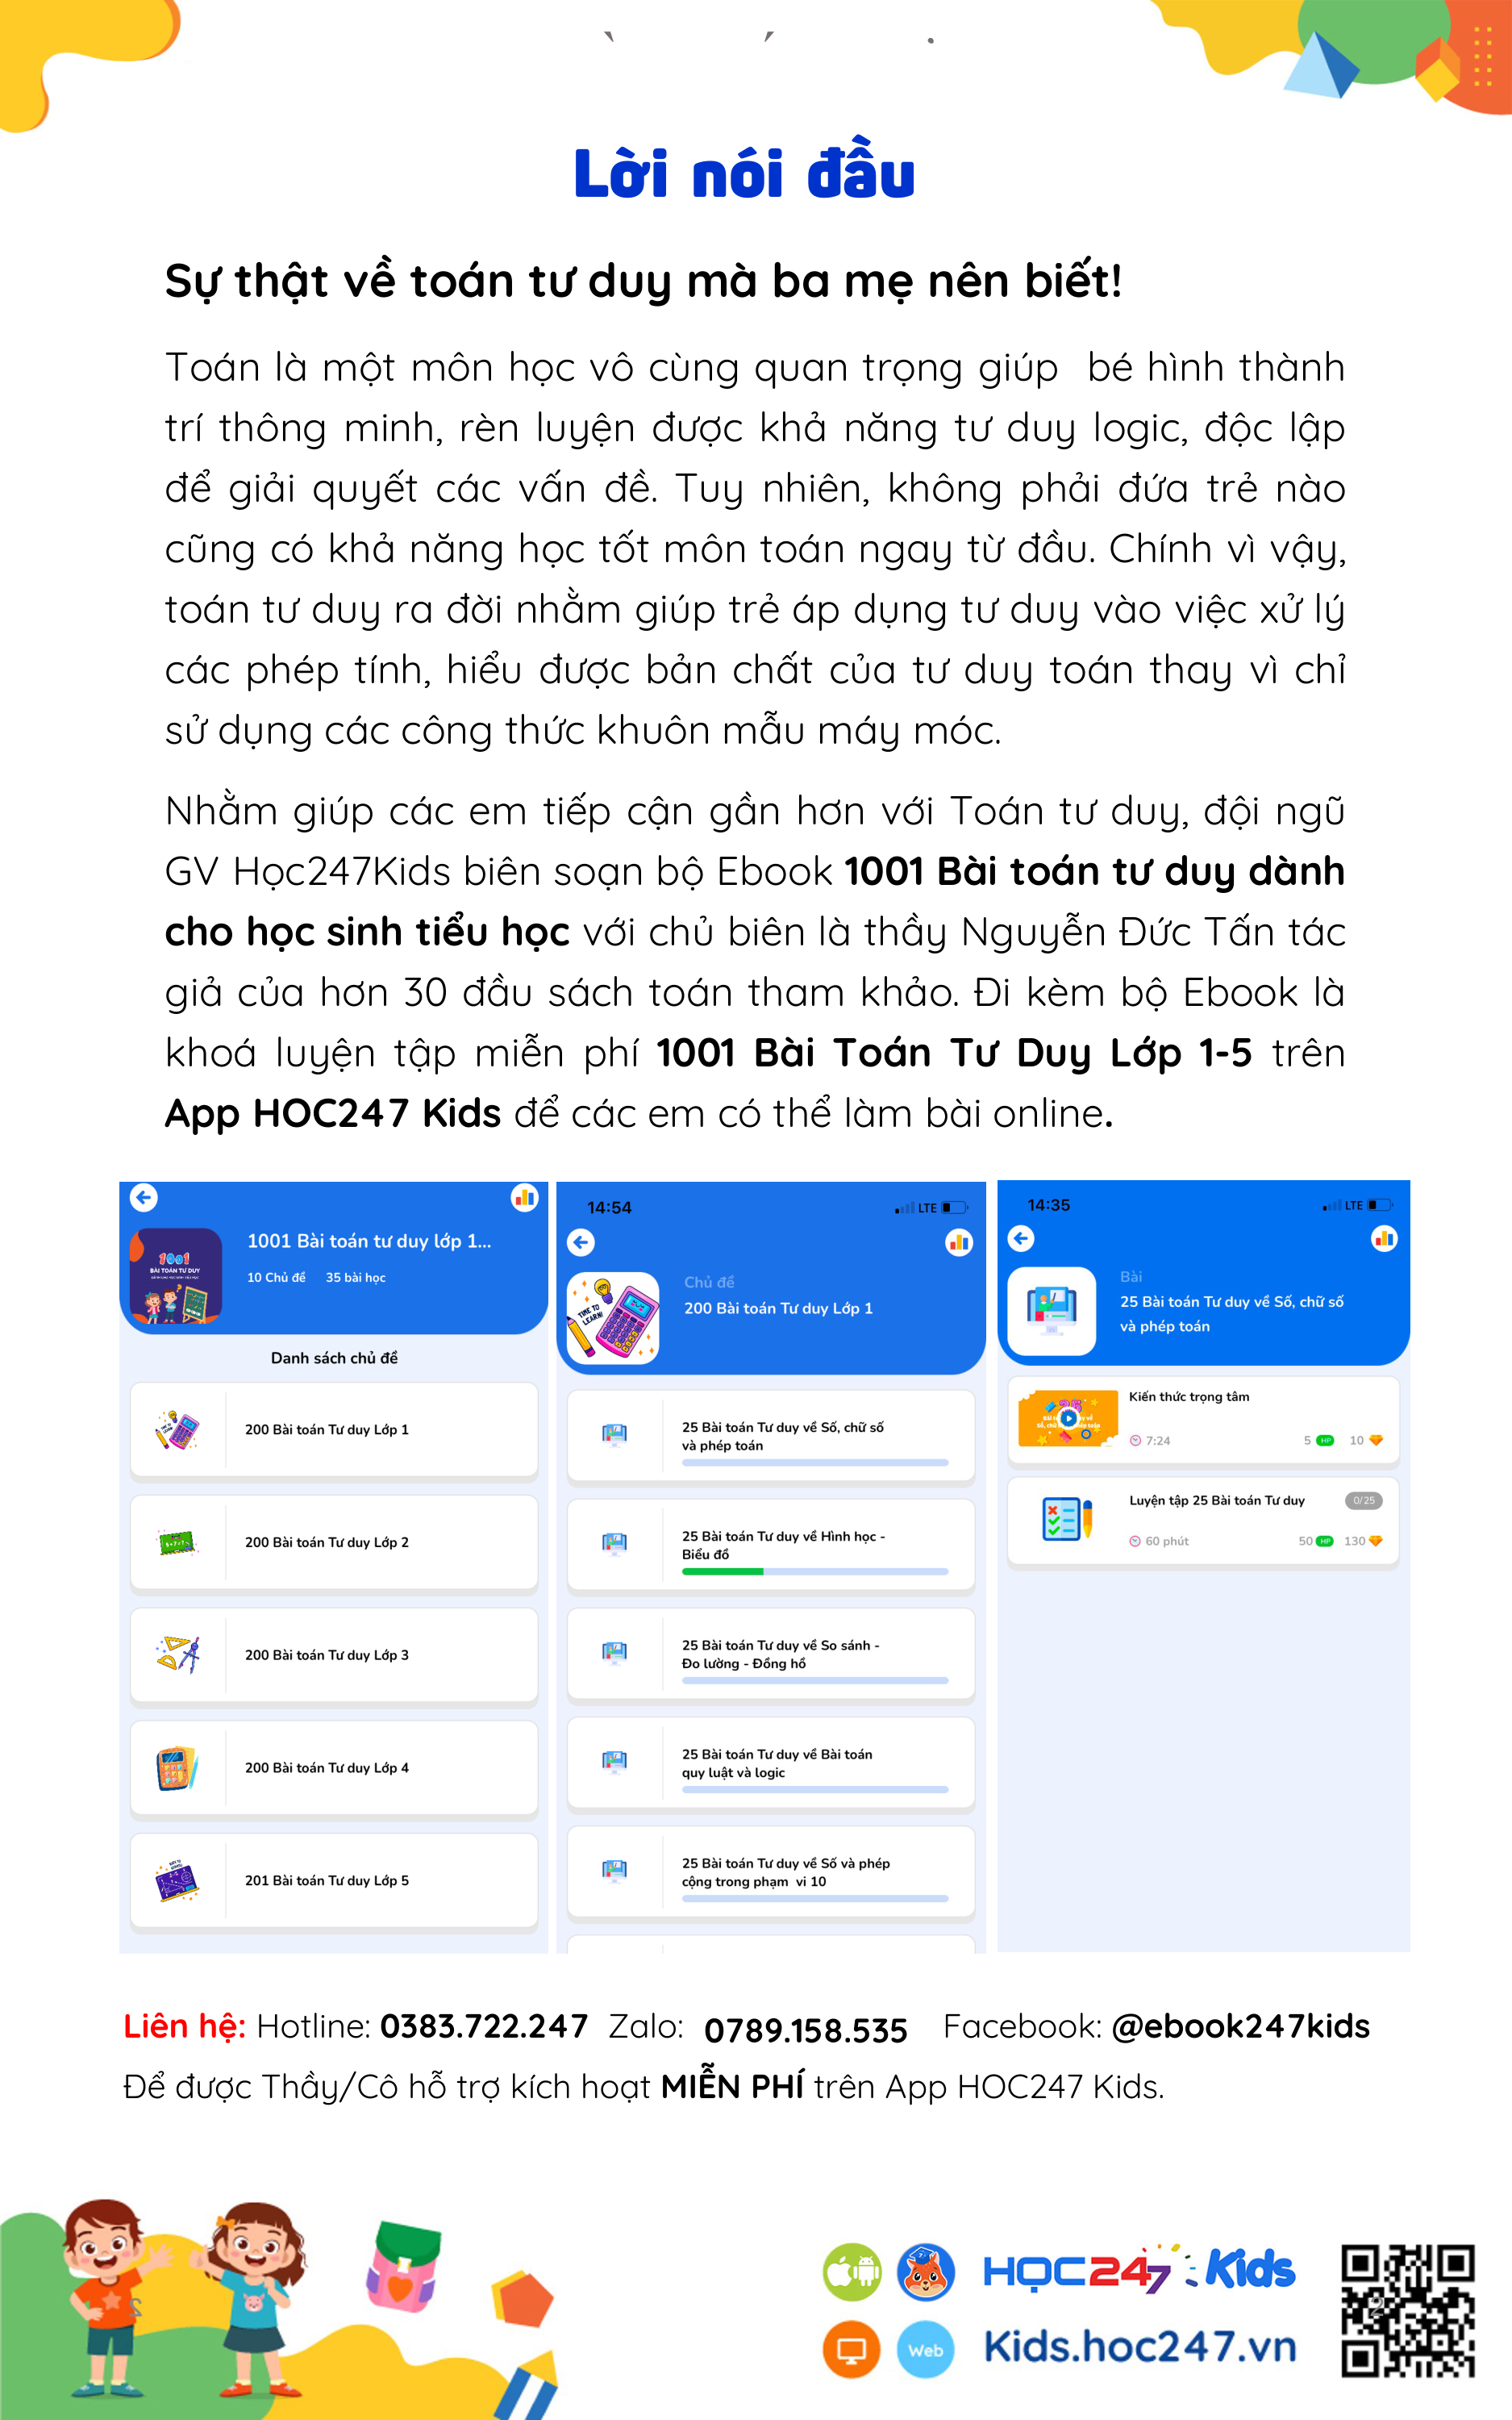 Lời nói đầu
Sự thật về toán tư duy mà ba mẹ nên biết!
Toán là một môn học vô cùng quan trọng giúp bé hình thành
trí thông minh, rèn luyện được khả năng tư duy logic, độc lập
để giải quyết các vấn đề. Tuy nhiên, không phải đứa trẻ nào
cũng có khả năng học tốt môn toán ngay từ đầu. Chính vì vậy,
toán tư duy ra đời nhằm giúp trẻ áp dụng tư duy vào việc xử lý
các phép tính, hiểu được bản chất của tư duy toán thay vì chỉ
sử dụng các công thức khuôn mẫu máy móc.
Nhằm giúp các em tiếp cận gần hơn với Toán tư duy, đội ngũ
GV Học247Kids biên soạn bộ Ebook 1001 Bài toán tư duy dành
cho học sinh tiểu học với chủ biên là thầy Nguyễn Đức Tấn tác
giả của hơn 30 đầu sách toán tham khảo. Đi kèm bộ Ebook là
khoá luyện tập miễn phí 1001 Bài Toán Tư Duy Lớp 1-5 trên
App HOC247 Kids để các em có thể làm bài online.
1001 Bài toán tư duy lớp 1...
10 Chủ đề 35 bài học
1001
BÀI TOÁN TƯ DUY
Danh sách chủ đề
200 Bài toán Tư duy Lớp 1
200 Bài toán Tư duy Lớp 2
200 Bài toán Tư duy Lớp 3
200 Bài toán Tư duy Lớp 4
201 Bài toán Tư duy Lớp 5
14:54 LTE
Chủ đề
200 Bài toán Tư duy Lớp 1
TIME TO LEARN!
25 Bài toán Tư duy về Số, chữ số
và phép toán
25 Bài toán Tư duy về Hình học -
Biểu đồ
25 Bài toán Tư duy về So sánh -
Đo lường - Đồng hồ
25 Bài toán Tư duy về Bài toán
quy luật và logic
25 Bài toán Tư duy về Số và phép
cộng trong phạm vi 10
14:35 LTE
Bài
25 Bài toán Tư duy về Số, chữ số
và phép toán
Kiến thức trọng tâm
7:24 5 HP 10
Luyện tập 25 Bài toán Tư duy 0/25
60 phút 50 HP 130
Liên hệ: Hotline: 0383.722.247 Zalo: 0789.158.535 Facebook: @ebook247kids
Để được Thầy/Cô hỗ trợ kích hoạt MIỄN PHÍ trên App HOC247 Kids.
HỌC247 Kids
Web Kids.hoc247.vn
2
2